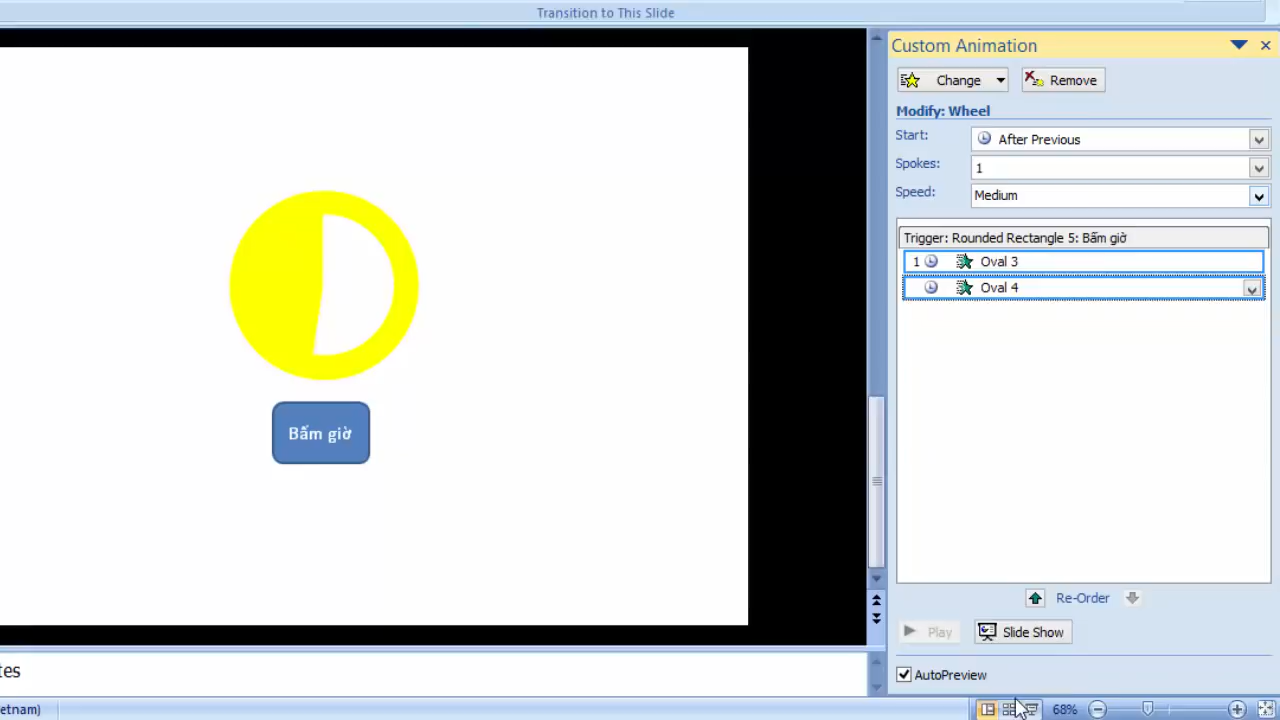 Transition to This Slide
Custom Animation
Change
Remove
Modify: Wheel
Start:
After Previous
Spokes:
1
Speed:
Medium
Trigger: Rounded Rectangle 5: Bấm giờ
1 Oval 3
Oval 4
Bấm giờ
Re-Order
Play
Slide Show
tes
AutoPreview
etnam)
68%